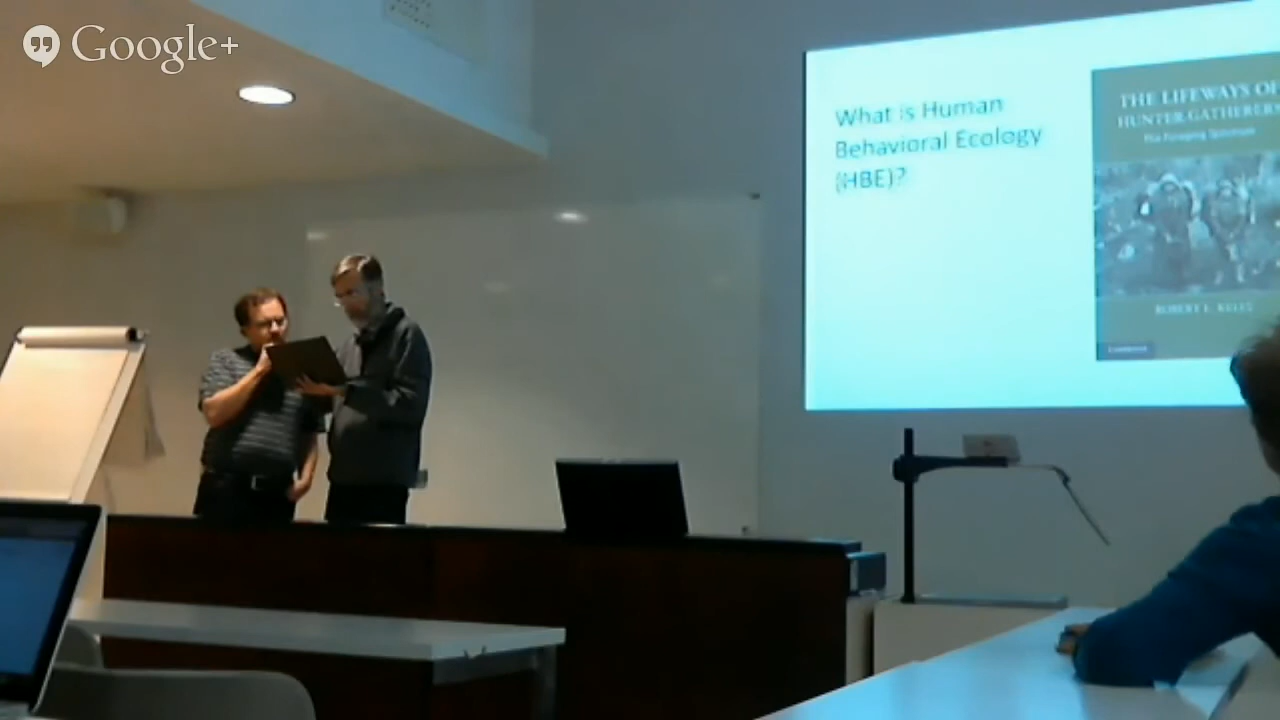 Google+
What is Human
Behavioral Ecology
(HBE)?
THE LIFEWAYS OF
HUNTER-GATHERERS
The Foraging Spectrum
ROBERT L. KELLY